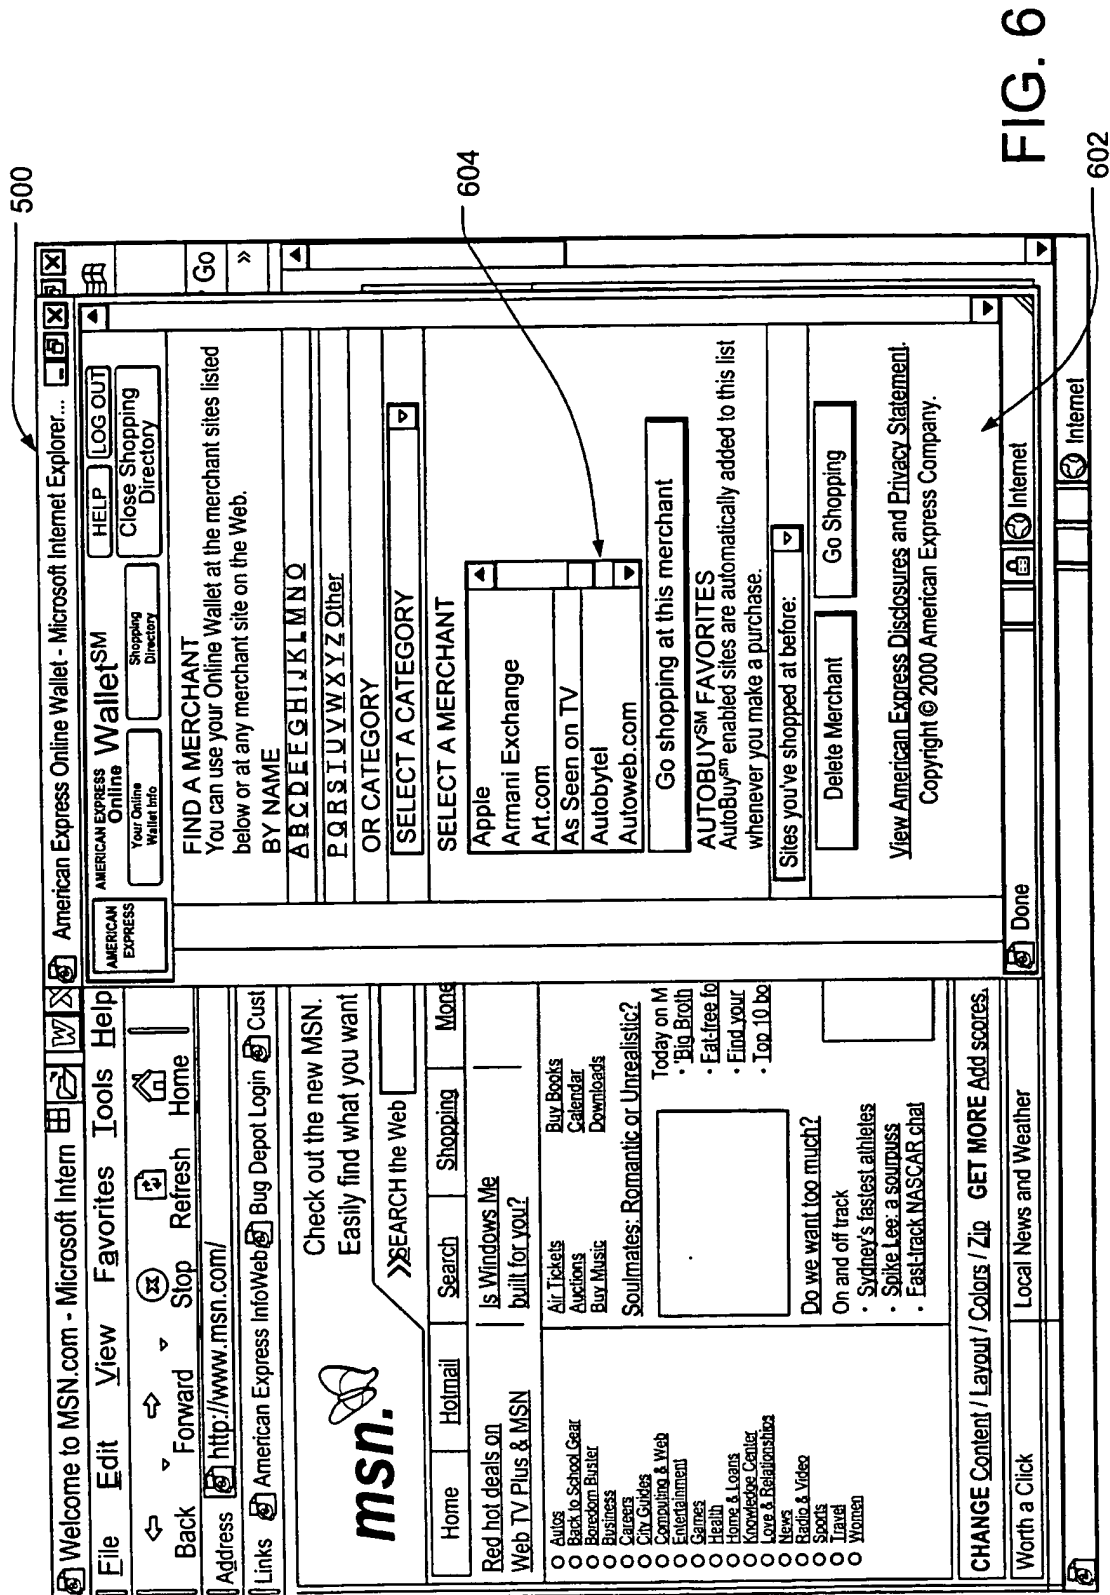 Welcome to MSN.com - Microsoft Intern
File Edit View Favorites Tools Help
Back Forward Stop Refresh Home
Address http://www.msn.com/
Go
Links American Express InfoWeb Bug Depot Login Cust
»
msn.
Check out the new MSN.
Easily find what you want
»SEARCH the Web
Home Hotmail Search Shopping Mone
Red hot deals on
Web TV Plus & MSN
Is Windows Me
built for you?
Autos
Back to School Gear
Boredom Buster
Business
Careers
City Guides
Computing & Web
Entertainment
Games
Health
Home & Loans
Knowledge Center
Love & Relationships
News
Radio & Video
Sports
Travel
Women
Air Tickets
Auctions
Buy Music
Buy Books
Calendar
Downloads
Soulmates: Romantic or Unrealistic?
Today on M
· 'Big Broth
· Fat-free fo
· Find your
· Top 10 bo
Do we want too much?
On and off track
· Sydney's fastest athletes
· Spike Lee: a sourpuss
· Fast-track NASCAR chat
CHANGE Content / Layout / Colors / Zip GET MORE Add scores.
Worth a Click
Local News and Weather
Internet
American Express Online Wallet - Microsoft Internet Explorer...
AMERICAN EXPRESS
AMERICAN EXPRESS
Online Wallet SM
HELP LOG OUT
Your Online Wallet Info
Shopping Directory
Close Shopping Directory
FIND A MERCHANT
You can use your Online Wallet at the merchant sites listed
below or at any merchant site on the Web.
BY NAME
A B C D E F G H I J K L M N O
P Q R S T U V W X Y Z Other
OR CATEGORY
SELECT A CATEGORY
SELECT A MERCHANT
Apple
Armani Exchange
Art.com
As Seen on TV
Autobytel
Autoweb.com
Go shopping at this merchant
AUTOBUY SM FAVORITES
AutoBuy sm enabled sites are automatically added to this list
whenever you make a purchase.
Sites you've shopped at before:
Delete Merchant Go Shopping
View American Express Disclosures and Privacy Statement.
Copyright © 2000 American Express Company.
Done
Internet
500
604
602
FIG. 6